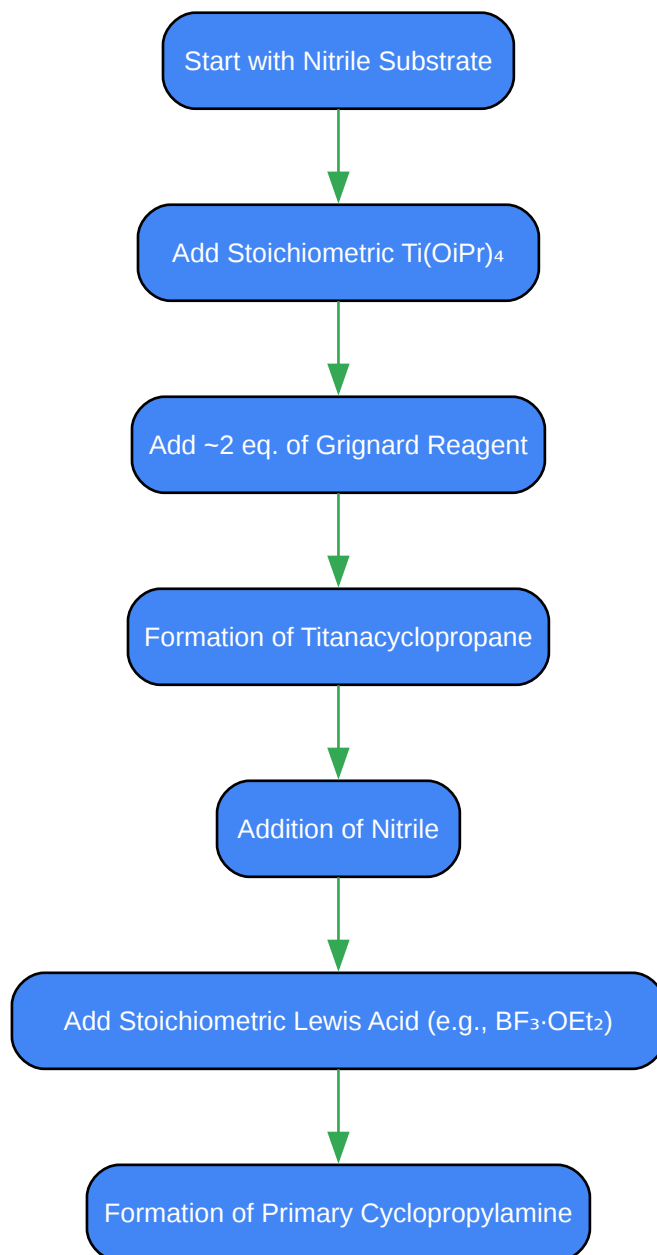 Start with Nitrile Substrate
Add Stoichiometric Ti(OiPr)₄
Add ~2 eq. of Grignard Reagent
Formation of Titanacyclopropane
Addition of Nitrile
Add Stoichiometric Lewis Acid (e.g., BF₃·OEt₂)
Formation of Primary Cyclopropylamine